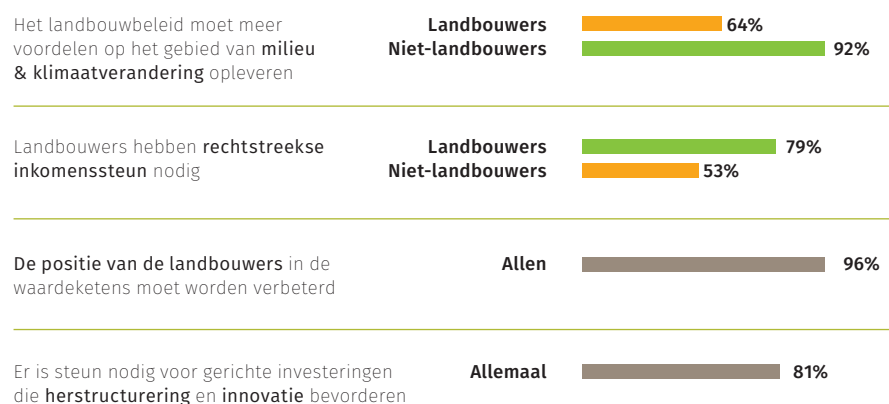 Het landbouwbeleid moet meer
voordelen op het gebied van milieu
& klimaatverandering opleveren
Landbouwers 64%
Niet-landbouwers 92%
Landbouwers hebben rechtstreekse
inkomenssteun nodig
Landbouwers 79%
Niet-landbouwers 53%
De positie van de landbouwers in de
waardeketens moet worden verbeterd
Allen 96%
Er is steun nodig voor gerichte investeringen
die herstructurering en innovatie bevorderen
Allemaal 81%